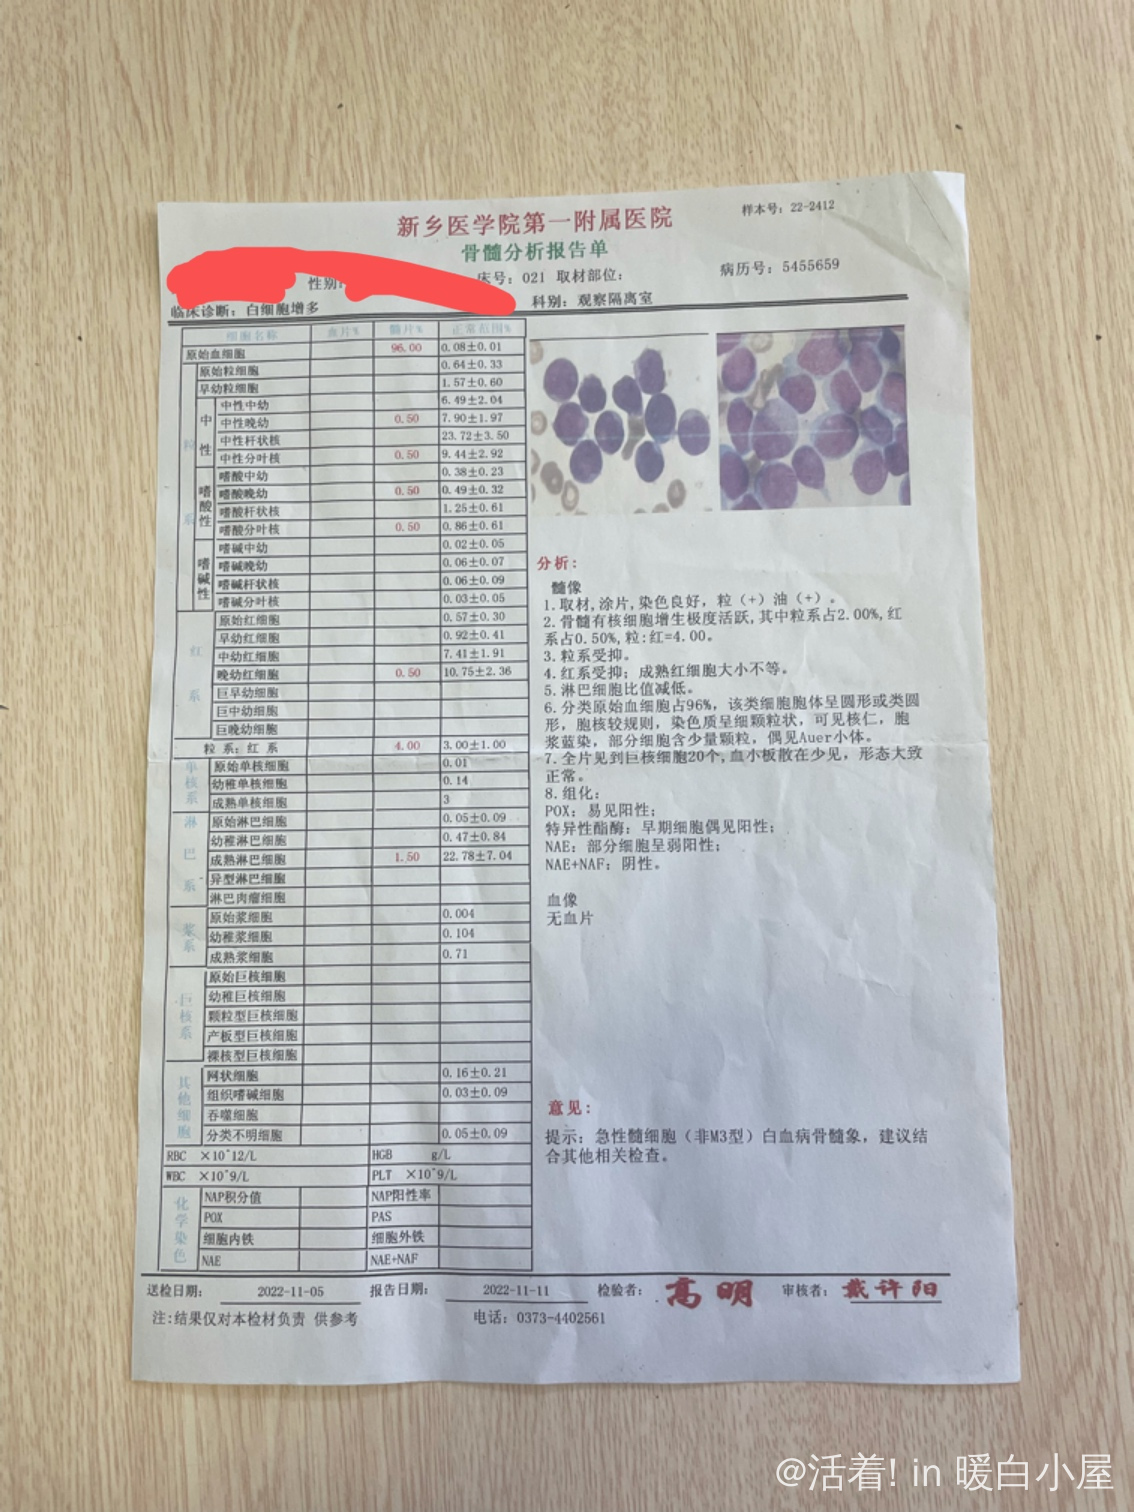 新乡医学院第一附属医院
样本号：22-2412
骨髓分析报告单
性别：
床号：021 取材部位：
病历号：5455659
临床诊断：白细胞增多
科别：观察隔离室
细胞名称 血片% 髓片% 正常范围%
原始血细胞 96.00 0.08±0.01
粒系
原始粒细胞 0.64±0.33
早幼粒细胞 1.57±0.60
中性
中性中幼 6.49±2.04
中性晚幼 0.50 7.90±1.97
中性杆状核 23.72±3.50
中性分叶核 0.50 9.44±2.92
嗜酸性
嗜酸中幼 0.38±0.23
嗜酸晚幼 0.50 0.49±0.32
嗜酸杆状核 1.25±0.61
嗜酸分叶核 0.50 0.86±0.61
嗜碱性
嗜碱中幼 0.02±0.05
嗜碱晚幼 0.06±0.07
嗜碱杆状核 0.06±0.09
嗜碱分叶核 0.03±0.05
红系
原始红细胞 0.57±0.30
早幼红细胞 0.92±0.41
中幼红细胞 7.41±1.91
晚幼红细胞 0.50 10.75±2.36
巨早幼细胞
巨中幼细胞
巨晚幼细胞
粒 系：红 系 4.00 3.00±1.00
单核系
原始单核细胞 0.01
幼稚单核细胞 0.14
成熟单核细胞 3
淋巴系
原始淋巴细胞 0.05±0.09
幼稚淋巴细胞 0.47±0.84
成熟淋巴细胞 1.50 22.78±7.04
异型淋巴细胞
淋巴肉瘤细胞
浆系
原始浆细胞 0.004
幼稚浆细胞 0.104
成熟浆细胞 0.71
巨核系
原始巨核细胞
幼稚巨核细胞
颗粒型巨核细胞
产板型巨核细胞
裸核型巨核细胞
其他细胞
网状细胞 0.16±0.21
组织嗜碱细胞 0.03±0.09
吞噬细胞
分类不明细胞 0.05±0.09
RBC ×10^12/L HGB g/L
WBC ×10^9/L PLT ×10^9/L
化学染色
NAP积分值 NAP阳性率
POX PAS
细胞内铁 细胞外铁
NAE NAE+NAF
分析：
髓像
1.取材,涂片,染色良好，粒（+）油（+）。
2.骨髓有核细胞增生极度活跃,其中粒系占2.00%,红
系占0.50%,粒:红=4.00。
3.粒系受抑。
4.红系受抑；成熟红细胞大小不等。
5.淋巴细胞比值减低。
6.分类原始血细胞占96%，该类细胞胞体呈圆形或类圆
形，胞核较规则，染色质呈细颗粒状，可见核仁，胞
浆蓝染，部分细胞含少量颗粒，偶见Auer小体。
7.全片见到巨核细胞20个,血小板散在少见，形态大致
正常。
8.组化：
POX：易见阳性；
特异性酯酶：早期细胞偶见阳性；
NAE：部分细胞呈弱阳性；
NAE+NAF：阴性。
血像
无血片
意见：
提示：急性髓细胞（非M3型）白血病骨髓象，建议结
合其他相关检查。
送检日期： 2022-11-05 报告日期： 2022-11-11 检验者：高明 审核者：戴许阳
注:结果仅对本检材负责 供参考
电话：0373-4402561
@活着! in 暖白小屋